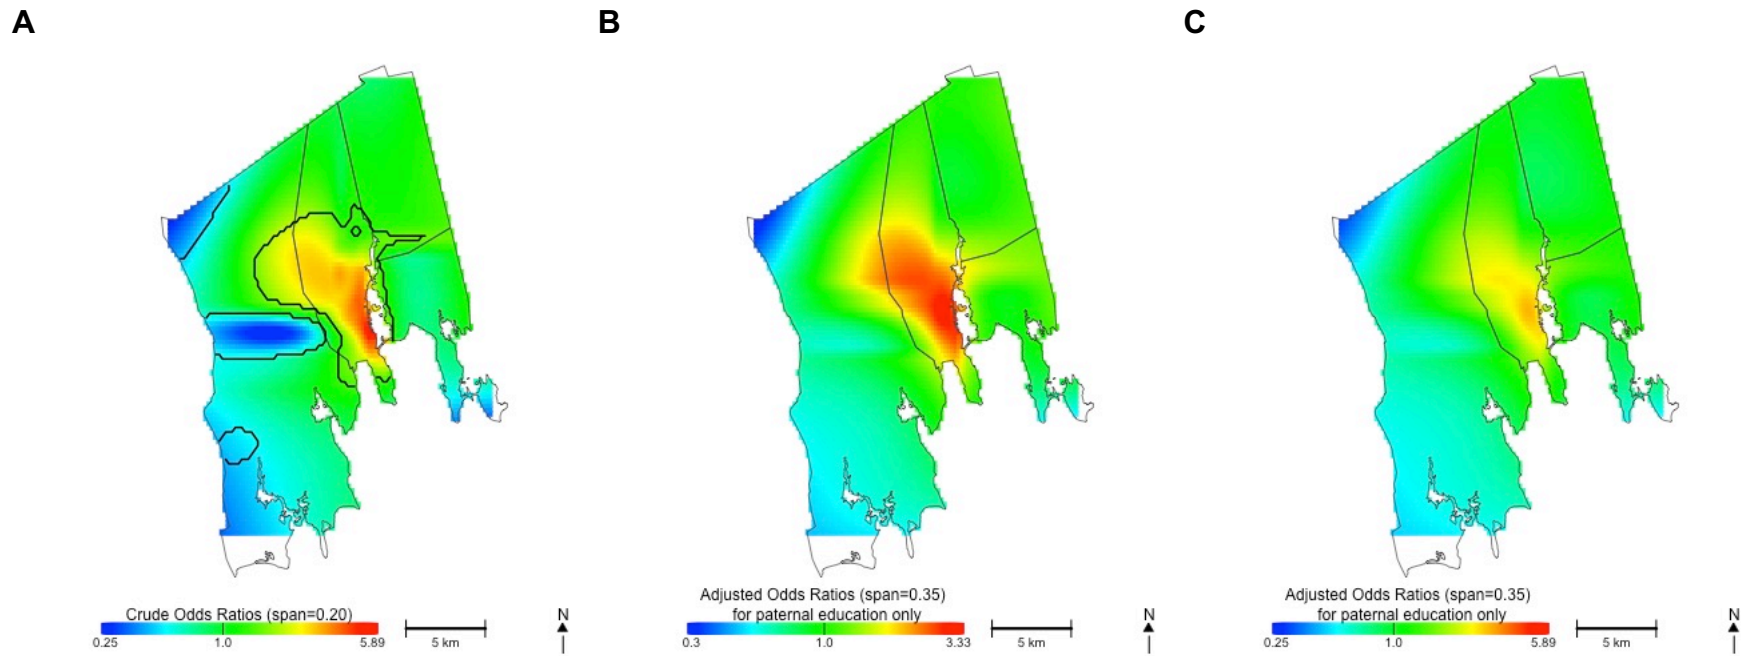 A
B
C
Crude Odds Ratios (span=0.20)
0.25 1.0 5.89
5 km
N
Adjusted Odds Ratios (span=0.35)
for paternal education only
0.3 1.0 3.33
5 km
N
Adjusted Odds Ratios (span=0.35)
for paternal education only
0.25 1.0 5.89
5 km
N